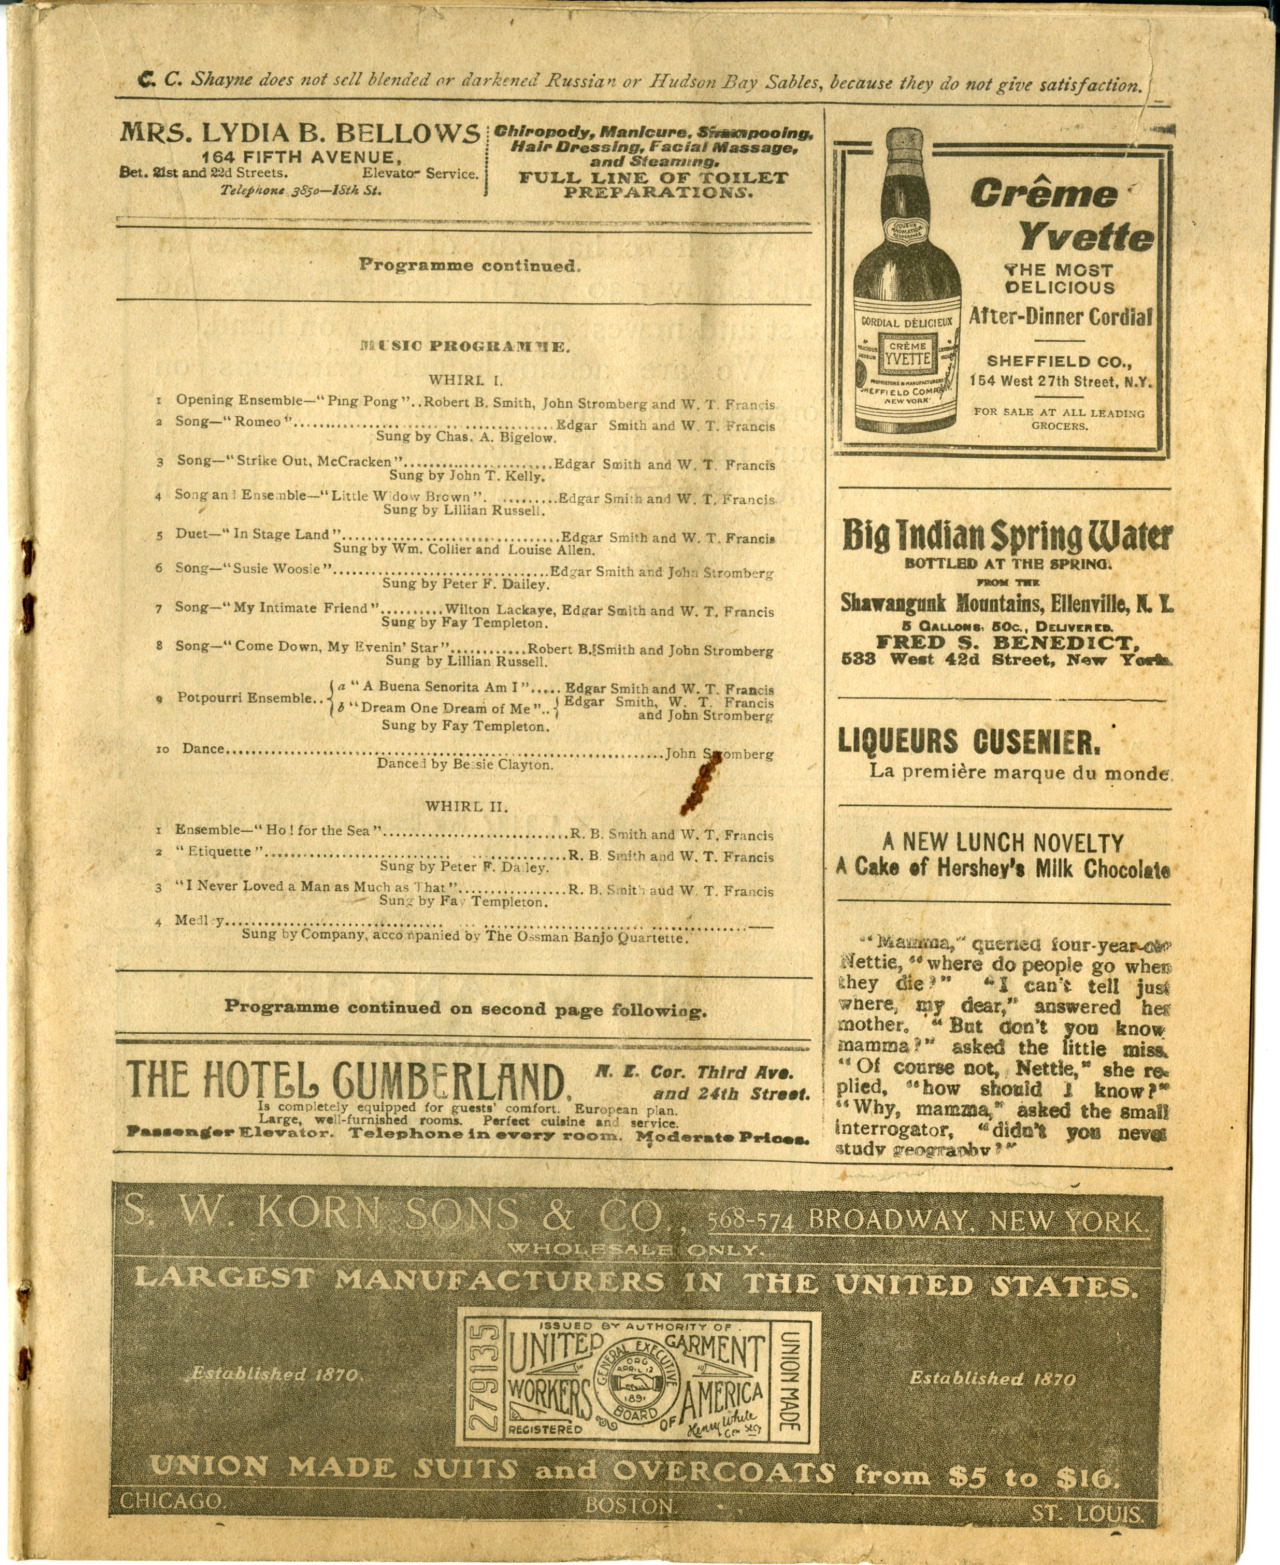 C. C. Shayne does not sell blended or darkened Russian or Hudson Bay Sables, because they do not give satisfaction.
MRS. LYDIA B. BELLOWS
164 FIFTH AVENUE,
Bet. 21st and 22d Streets. Elevator Service.
Telephone 3850—18th St.
Chiropody, Manicure, Shampooing,
Hair Dressing, Facial Massage,
and Steaming.
FULL LINE OF TOILET
PREPARATIONS.
Programme continued.
MUSIC PROGRAMME.
WHIRL I.
1 Opening Ensemble—"Ping Pong"..Robert B. Smith, John Stromberg and W. T. Francis
2 Song—"Romeo"..............................Edgar Smith and W. T. Francis
Sung by Chas. A. Bigelow.
3 Song—"Strike Out, McCracken"......................Edgar Smith and W. T. Francis
Sung by John T. Kelly.
4 Song and Ensemble—"Little Widow Brown". .........Edgar Smith and W. T. Francis
Sung by Lillian Russell.
5 Duet—"In Stage Land"..............................Edgar Smith and W. T. Francis
Sung by Wm. Collier and Louise Allen.
6 Song—"Susie Woosie"..............................Edgar Smith and John Stromberg
Sung by Peter F. Dailey.
7 Song—"My Intimate Friend"..........Wilton Lackaye, Edgar Smith and W. T. Francis
Sung by Fay Templeton.
8 Song—"Come Down, My Evenin' Star"............Robert B. Smith and John Stromberg
Sung by Lillian Russell.
9 Potpourri Ensemble..
a "A Buena Senorita Am I"..... Edgar Smith and W. T. Francis
b "Dream One Dream of Me"..
Edgar Smith, W. T. Francis
and John Stromberg
Sung by Fay Templeton.
10 Dance..............................John Stromberg
Danced by Bessie Clayton.
WHIRL II.
1 Ensemble—"Ho! for the Sea"..............................R. B. Smith and W. T. Francis
2 "Etiquette"..............................R. B. Smith and W. T. Francis
Sung by Peter F. Dailey.
3 "I Never Loved a Man as Much as That".................R. B. Smith aud W. T. Francis
Sung by Fay Templeton.
4 Medley..............................
Sung by Company, accompanied by The Ossman Banjo Quartette.
Programme continued on second page following.
THE HOTEL CUMBERLAND,
N. E. Cor. Third Ave.
and 24th Street.
Is completely equipped for guests' comfort. European plan.
Large, well-furnished rooms. Perfect cuisine and service.
Passenger Elevator. Telephone in every room. Moderate Prices.
Crême
Yvette
THE MOST
DELICIOUS
After-Dinner Cordial
SHEFFIELD CO.,
154 West 27th Street, N.Y.
FOR SALE AT ALL LEADING
GROCERS.
CORDIAL DÉLICIEUX
CRÈME
YVETTE
SHEFFIELD COMPANY
NEW YORK
Big Indian Spring Water
BOTTLED AT THE SPRING.
FROM THE
Shawangunk Mountains, Ellenville, N. Y.
5 GALLONS, 50c., DELIVERED.
FRED S. BENEDICT,
533 West 42d Street, New York.
LIQUEURS CUSENIER.
La première marque du monde.
A NEW LUNCH NOVELTY
A Cake of Hershey's Milk Chocolate
"Mamma," queried four-year-old
Nettie, "where do people go when
they die?" "I can't tell just
where, my dear," answered her
mother. "But don't you know
mamma?" asked the little miss.
"Of course not, Nettie," she re-
plied, "how should I know?"
"Why, mamma," asked the small
interrogator, "didn't you never
study geography?"
S. W. KORN SONS & CO., 568-574 BROADWAY, NEW YORK.
WHOLESALE ONLY.
LARGEST MANUFACTURERS IN THE UNITED STATES.
Established 1870.
279135
ISSUED BY AUTHORITY OF
UNITED GARMENT
WORKERS OF AMERICA
GENERAL EXECUTIVE
BOARD
ORG
APRIL 12
1891
REGISTERED
Henry White
Gen Secy
UNION MADE
Established 1870
UNION MADE SUITS and OVERCOATS from $5 to $16.
CHICAGO. BOSTON. ST. LOUIS.